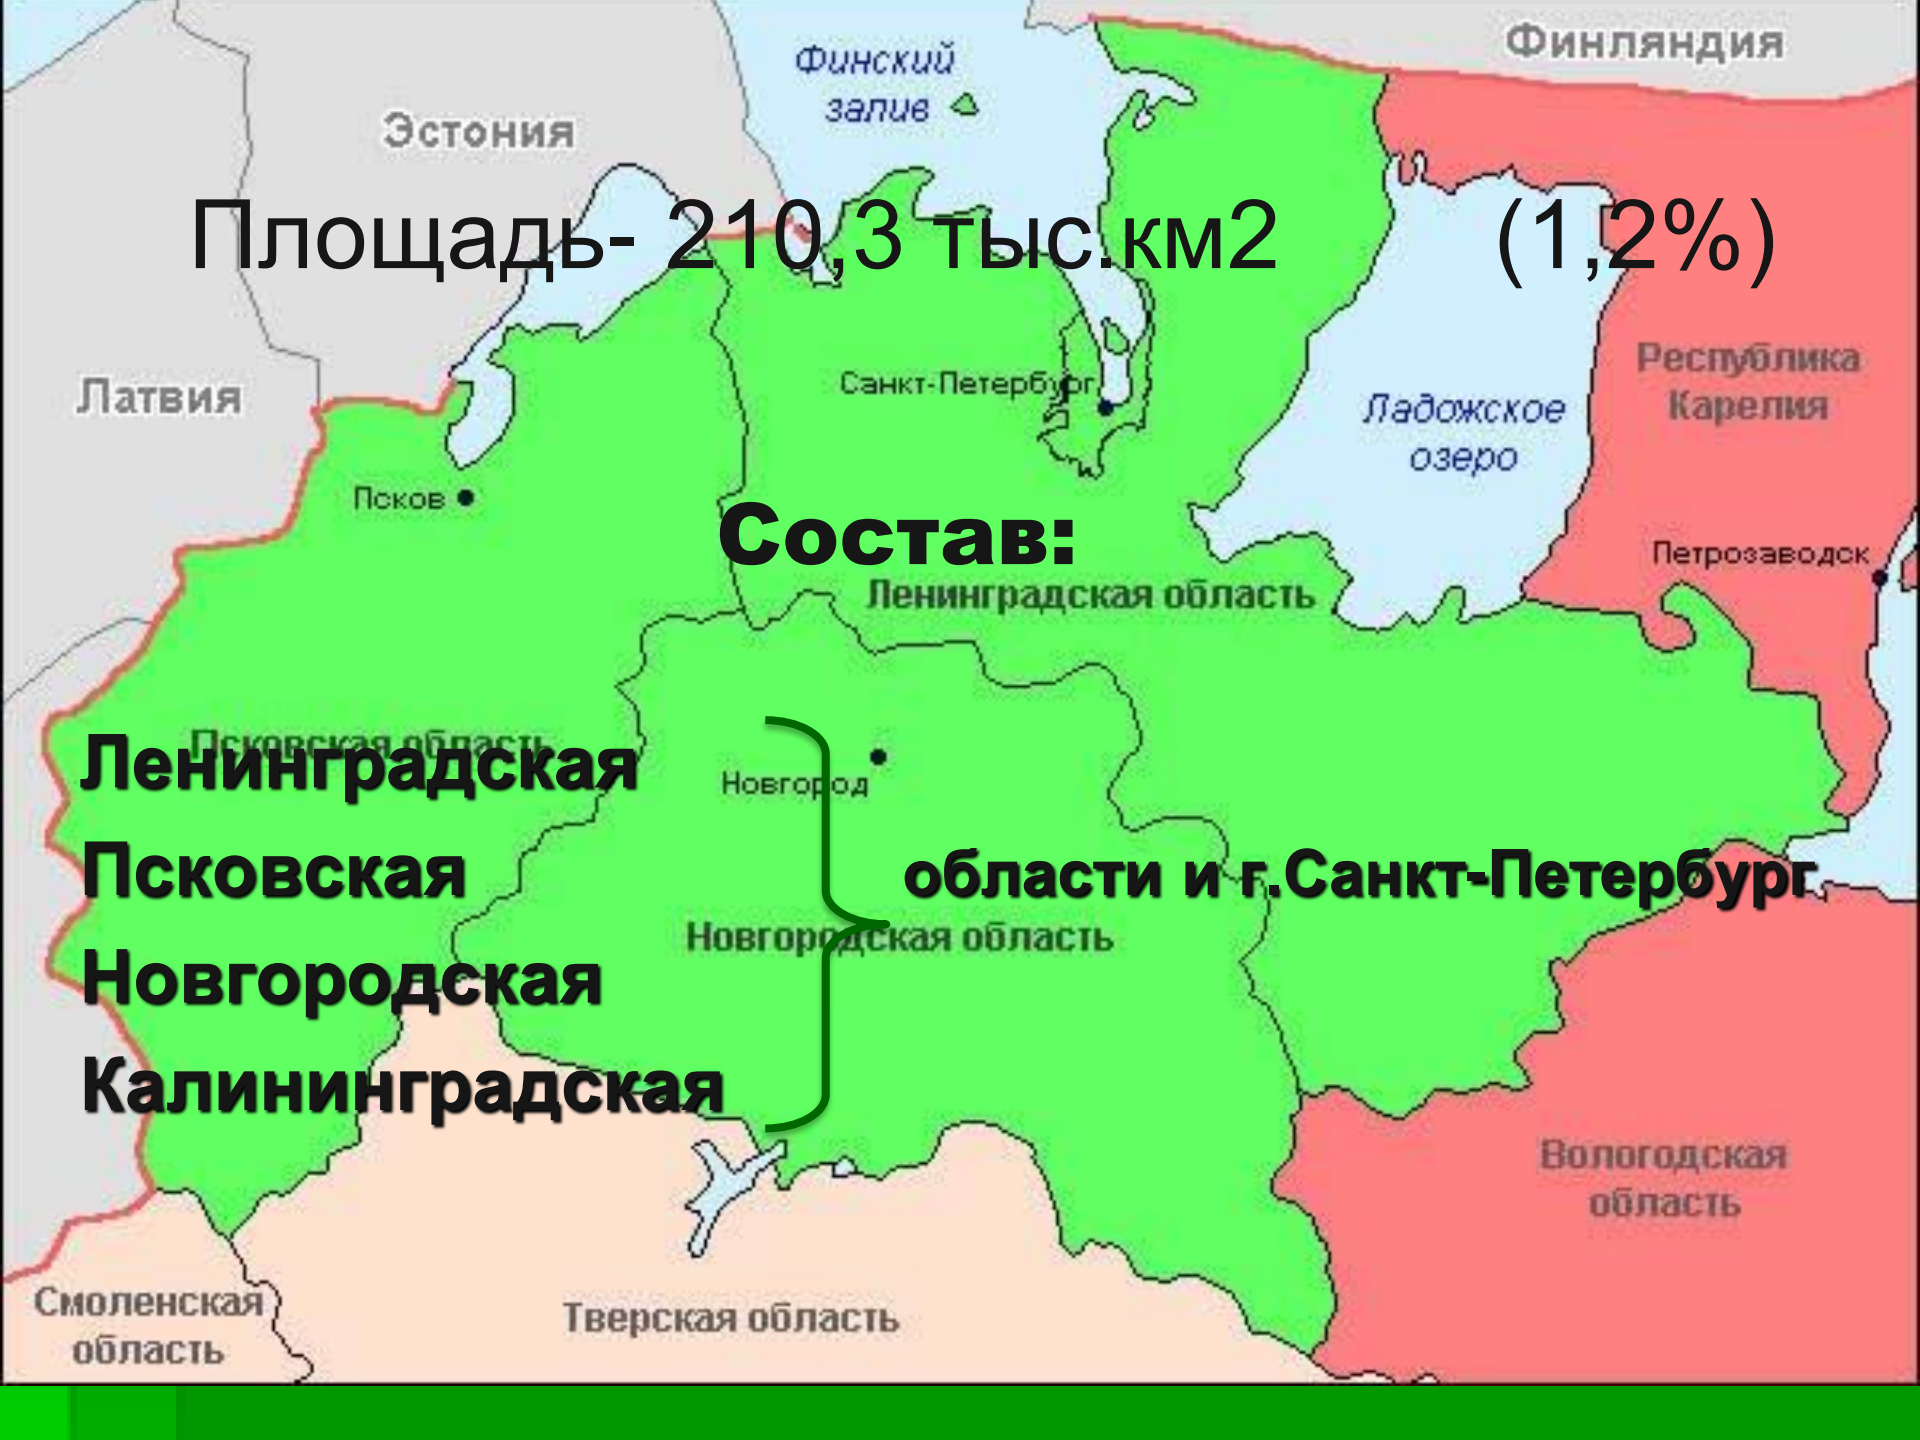 Финский
залив
Финляндия
Эстония
Площадь- 210,3 тыс.км2 (1,2%)
Латвия
Санкт-Петербург
Республика
Карелия
Ладожское
озеро
Псков
Состав:
Петрозаводск
Ленинградская область
Псковская область
Ленинградская
Новгород
Псковская
области и г.Санкт-Петербург
Новгородская область
Новгородская
Калининградская
Вологодская
область
Смоленская
область
Тверская область